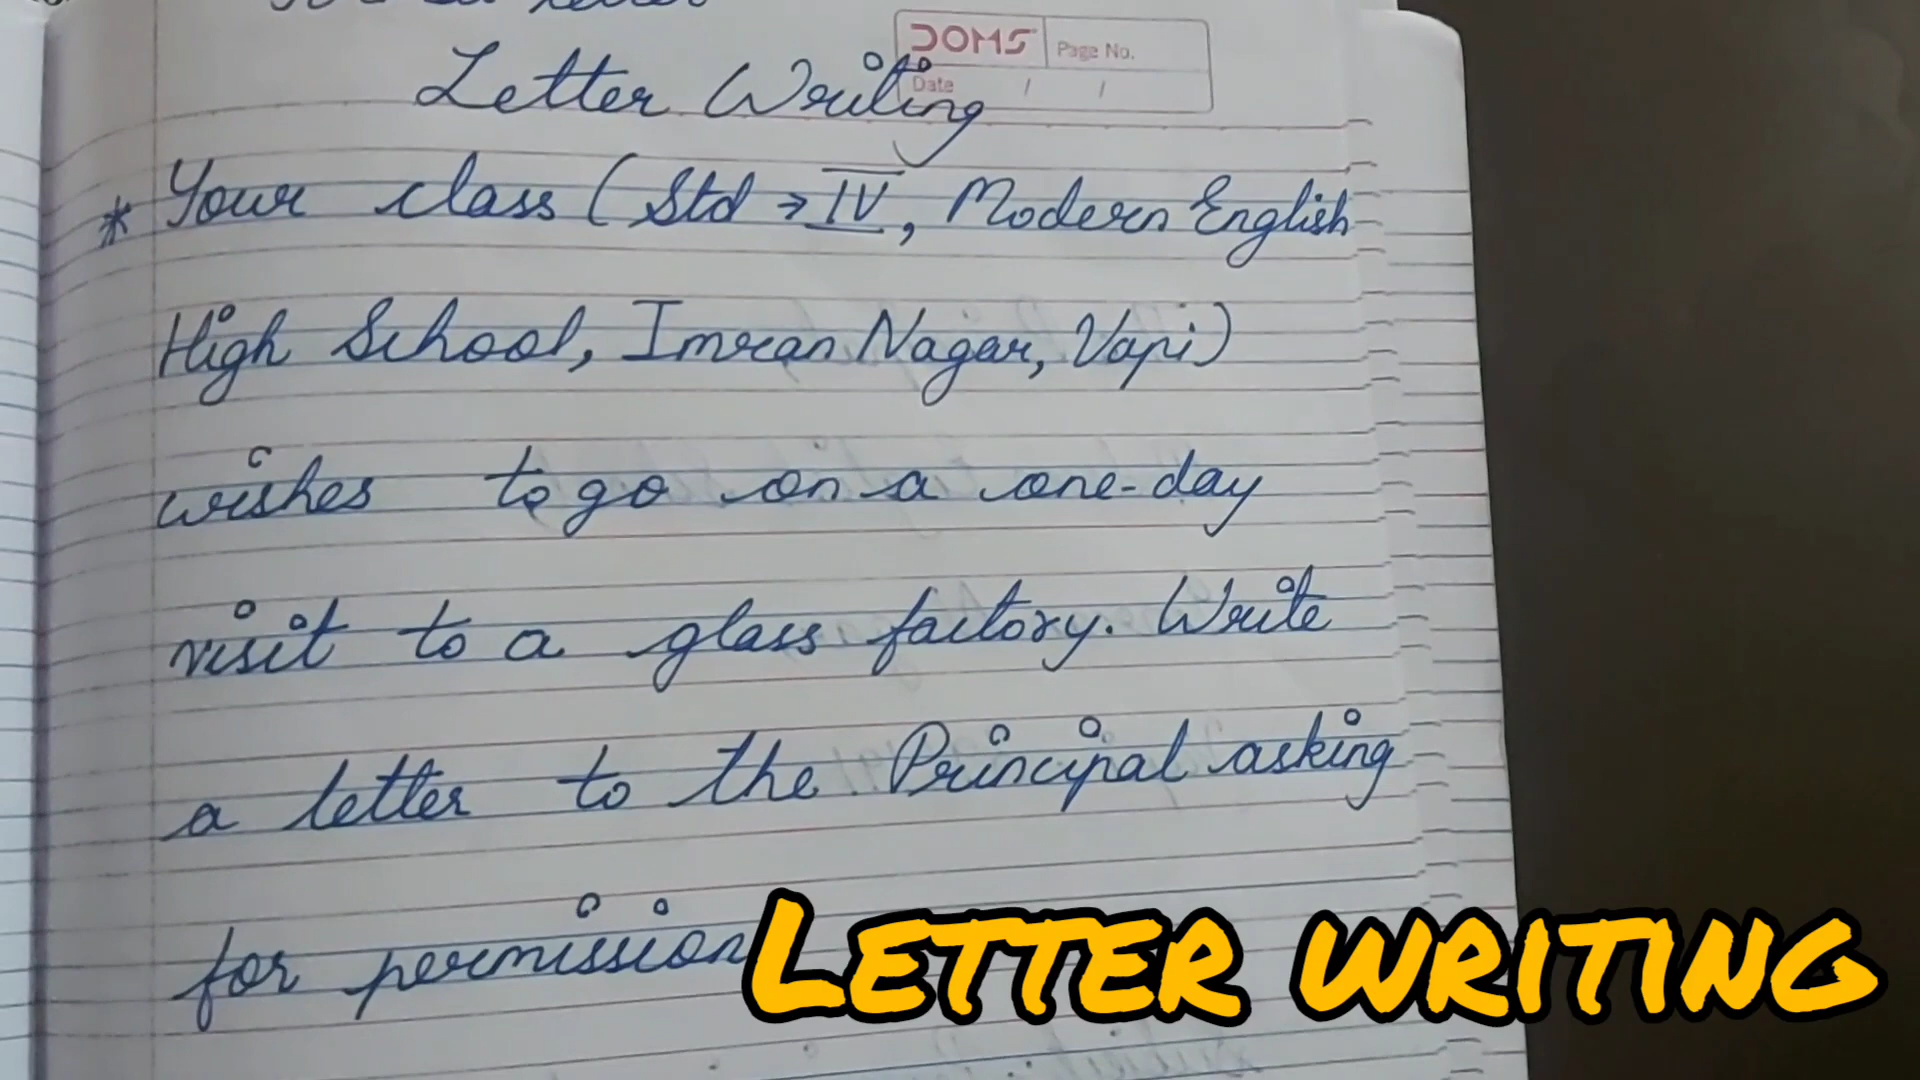 letter
DOMS
Page No.
Date / /
Letter Writing
* Your class (Std → IV, Modern English
High School, Imran Nagar, Vapi)
wishes to go on a one-day
visit to a glass factory. Write
a letter to the Principal asking
for permission
LETTER WRITING